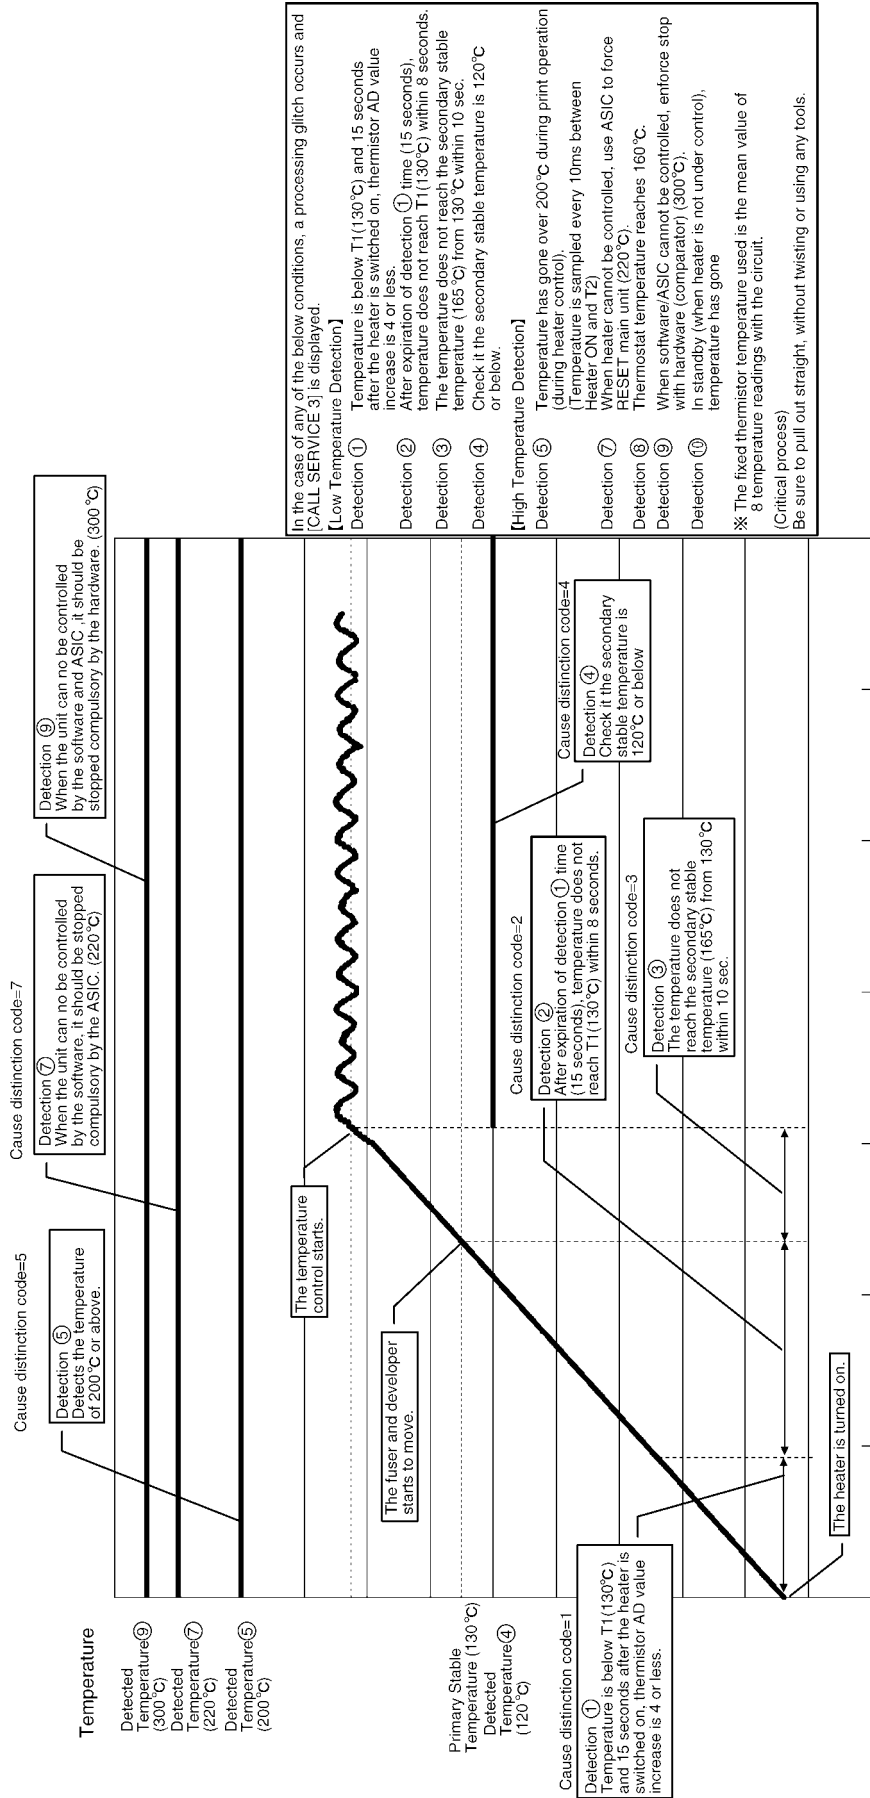 Cause distinction code=5
Detection ⑤
Detects the temperature
of 200°C or above.
Cause distinction code=7
Detection ⑦
When the unit can no be controlled
by the software, it should be stopped
compulsory by the ASIC. (220°C)
Detection ⑨
When the unit can no be controlled
by the software and ASIC ,it should be
stopped compulsory by the hardware. (300°C)
Temperature
Detected
Temperature⑨
(300°C)
Detected
Temperature⑦
(220°C)
Detected
Temperature⑤
(200°C)
The temperature
control starts.
The fuser and developer
starts to move.
Primary Stable
Temperature (130°C)
Detected
Temperature④
(120°C)
Cause distinction code=1
Detection ①
Temperature is below T1(130°C)
and 15 seconds after the heater is
switched on, thermistor AD value
increase is 4 or less.
Cause distinction code=2
Detection ②
After expiration of detection ① time
(15 seconds), temperature does not
reach T1(130°C) within 8 seconds.
Cause distinction code=3
Detection ③
The temperature does not
reach the secondary stable
temperature (165°C) from 130°C
within 10 sec.
Cause distinction code=4
Detection ④
Check it the secondary
stable temperature is
120°C or below
The heater is turned on.
In the case of any of the below conditions, a processing glitch occurs and
[CALL SERVICE 3] is displayed.
【Low Temperature Detection】
Detection ① Temperature is below T1(130°C) and 15 seconds
after the heater is switched on, thermistor AD value
increase is 4 or less.
Detection ② After expiration of detection ① time (15 seconds),
temperature does not reach T1(130°C) within 8 seconds.
Detection ③ The temperature does not reach the secondary stable
temperature (165°C) from 130°C within 10 sec.
Detection ④ Check it the secondary stable temperature is 120°C
or below.
【High Temperature Detection】
Detection ⑤ Temperature has gone over 200°C during print operation
(during heater control).
(Temperature is sampled every 10ms between
Heater ON and T2)
Detection ⑦ When heater cannot be controlled, use ASIC to force
RESET main unit (220°C).
Detection ⑧ Thermostat temperature reaches 160°C.
Detection ⑨ When software/ASIC cannot be controlled, enforce stop
with hardware (comparator) (300°C).
Detection ⑩ In standby (when heater is not under control),
temperature has gone
※ The fixed thermistor temperature used is the mean value of
8 temperature readings with the circuit.
(Critical process)
Be sure to pull out straight, without twisting or using any tools.